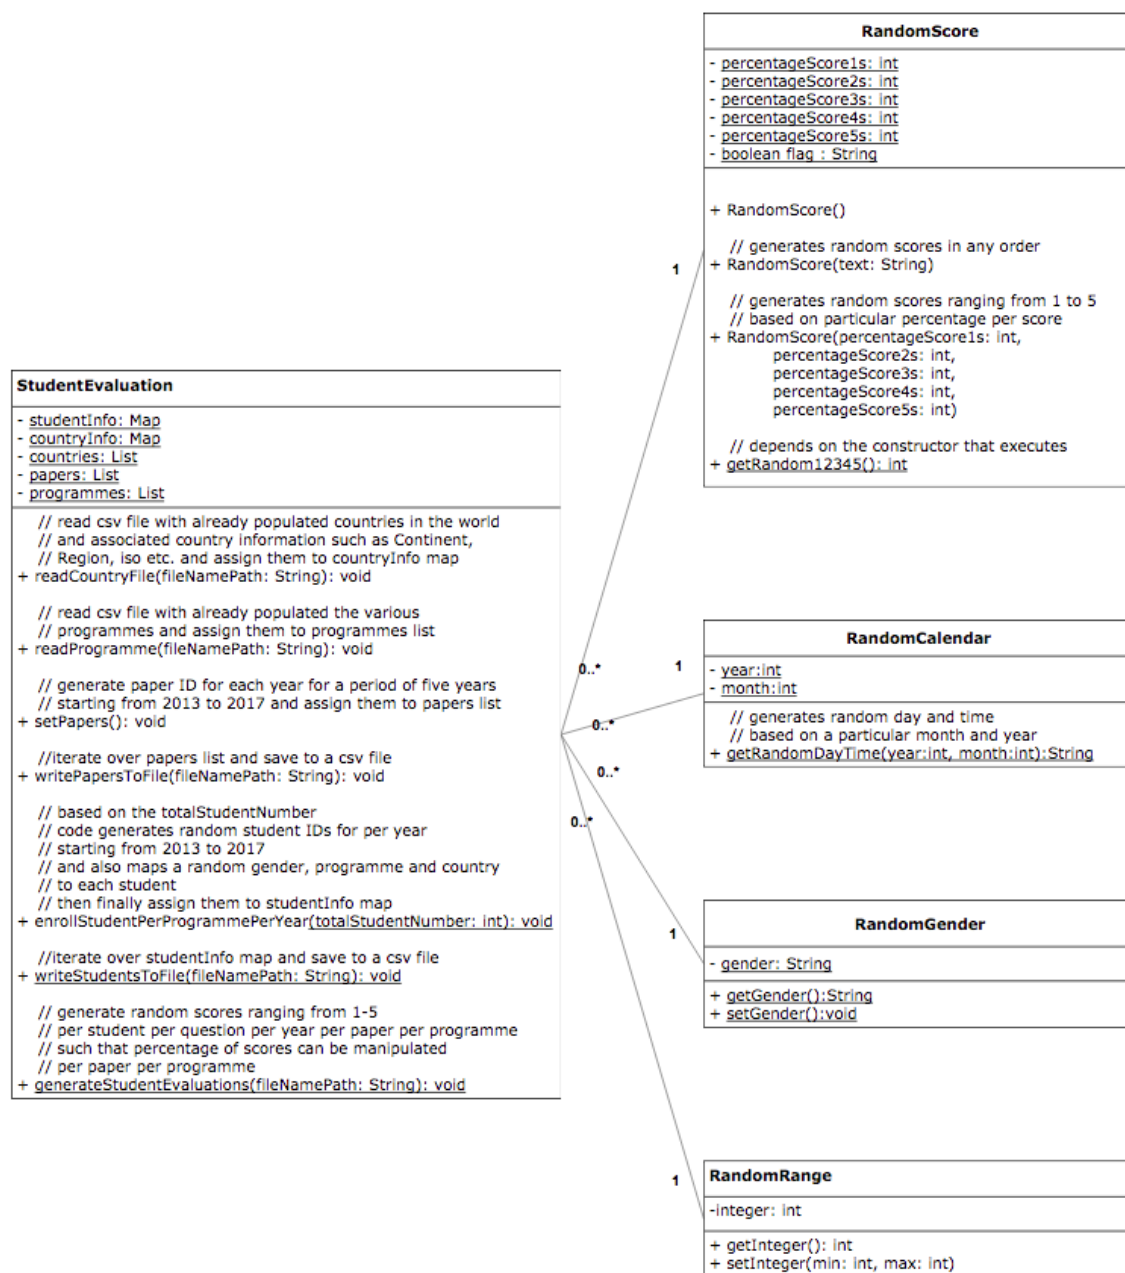 RandomScore
- percentageScore1s: int
- percentageScore2s: int
- percentageScore3s: int
- percentageScore4s: int
- percentageScore5s: int
- boolean flag : String
+ RandomScore()
// generates random scores in any order
+ RandomScore(text: String)
// generates random scores ranging from 1 to 5
// based on particular percentage per score
+ RandomScore(percentageScore1s: int,
percentageScore2s: int,
percentageScore3s: int,
percentageScore4s: int,
percentageScore5s: int)
// depends on the constructor that executes
+ getRandom12345(): int
1
StudentEvaluation
- studentInfo: Map
- countryInfo: Map
- countries: List
- papers: List
- programmes: List
// read csv file with already populated countries in the world
// and associated country information such as Continent,
// Region, iso etc. and assign them to countryInfo map
+ readCountryFile(fileNamePath: String): void
// read csv file with already populated the various
// programmes and assign them to programmes list
+ readProgramme(fileNamePath: String): void
// generate paper ID for each year for a period of five years
// starting from 2013 to 2017 and assign them to papers list
+ setPapers(): void
//iterate over papers list and save to a csv file
+ writePapersToFile(fileNamePath: String): void
// based on the totalStudentNumber
// code generates random student IDs for per year
// starting from 2013 to 2017
// and also maps a random gender, programme and country
// to each student
// then finally assign them to studentInfo map
+ enrollStudentPerProgrammePerYear(totalStudentNumber: int): void
//iterate over studentInfo map and save to a csv file
+ writeStudentsToFile(fileNamePath: String): void
// generate random scores ranging from 1-5
// per student per question per year per paper per programme
// such that percentage of scores can be manipulated
// per paper per programme
+ generateStudentEvaluations(fileNamePath: String): void
0..*
0..*
0..*
0..*
1
RandomCalendar
- year:int
- month:int
// generates random day and time
// based on a particular month and year
+ getRandomDayTime(year:int, month:int):String
1
RandomGender
- gender: String
+ getGender():String
+ setGender():void
1
RandomRange
-integer: int
+ getInteger(): int
+ setInteger(min: int, max: int)